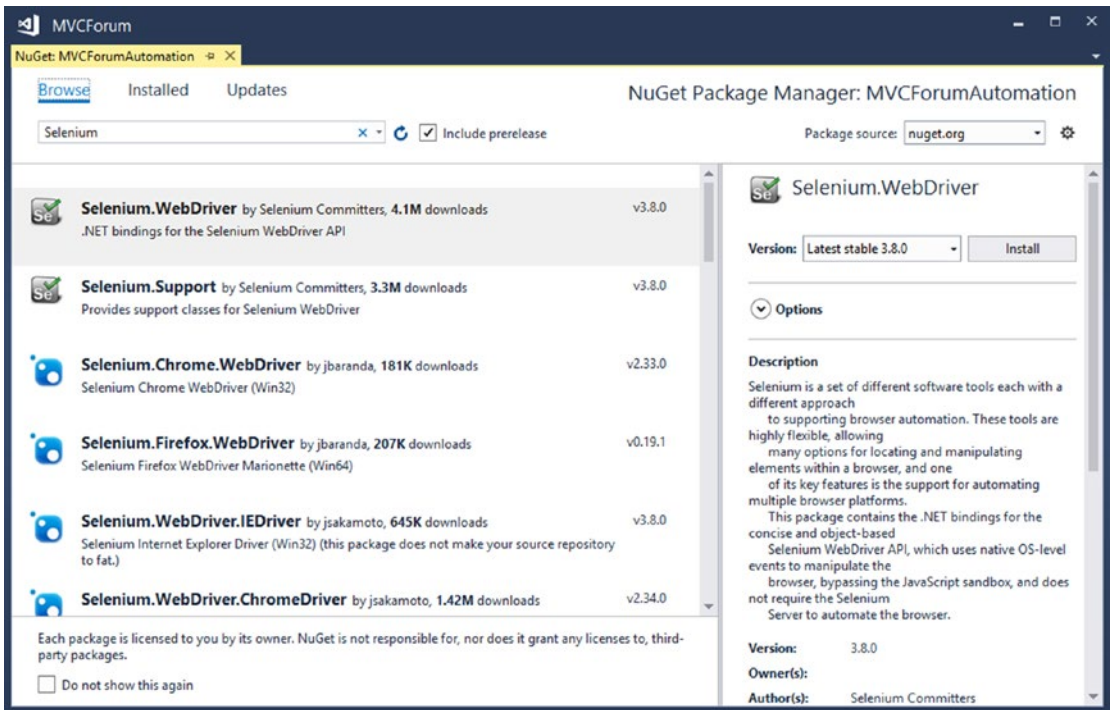 MVCForum
NuGet: MVCForumAutomation
Browse Installed Updates
NuGet Package Manager: MVCForumAutomation
Selenium
Include prerelease
Package source: nuget.org
Selenium.WebDriver by Selenium Committers, 4.1M downloads v3.8.0
.NET bindings for the Selenium WebDriver API
Selenium.Support by Selenium Committers, 3.3M downloads v3.8.0
Provides support classes for Selenium WebDriver
Selenium.Chrome.WebDriver by jbaranda, 181K downloads v2.33.0
Selenium Chrome WebDriver (Win32)
Selenium.Firefox.WebDriver by jbaranda, 207K downloads v0.19.1
Selenium Firefox WebDriver Marionette (Win64)
Selenium.WebDriver.IEDriver by jsakamoto, 645K downloads v3.8.0
Selenium Internet Explorer Driver (Win32) (this package does not make your source repository
to fat.)
Selenium.WebDriver.ChromeDriver by jsakamoto, 1.42M downloads v2.34.0
Each package is licensed to you by its owner. NuGet is not responsible for, nor does it grant any licenses to, third-
party packages.
Do not show this again
Selenium.WebDriver
Version: Latest stable 3.8.0 Install
Options
Description
Selenium is a set of different software tools each with a
different approach
to supporting browser automation. These tools are
highly flexible, allowing
many options for locating and manipulating
elements within a browser, and one
of its key features is the support for automating
multiple browser platforms.
This package contains the .NET bindings for the
concise and object-based
Selenium WebDriver API, which uses native OS-level
events to manipulate the
browser, bypassing the JavaScript sandbox, and does
not require the Selenium
Server to automate the browser.
Version: 3.8.0
Owner(s):
Author(s): Selenium Committers